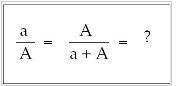 a/A = A/(a + A) = ?